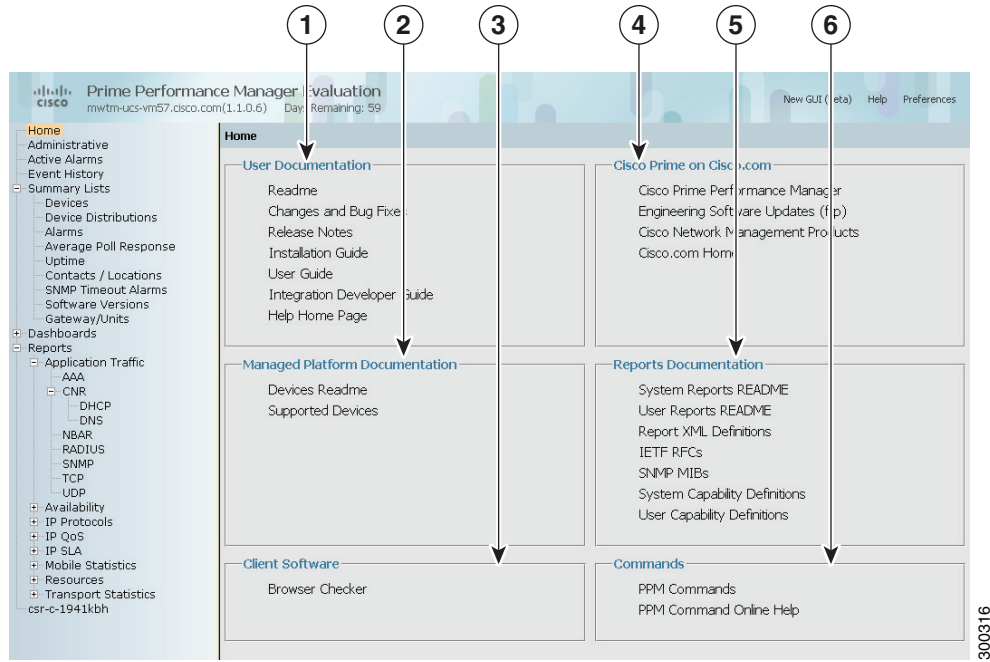 1 2 3 4 5 6
CISCO
Prime Performance Manager Evaluation
mwtm-ucs-vm57.cisco.com(1.1.0.6) Days Remaining: 59
New GUI (Beta) Help Preferences
Home
Administrative
Active Alarms
Event History
Summary Lists
Devices
Device Distributions
Alarms
Average Poll Response
Uptime
Contacts / Locations
SNMP Timeout Alarms
Software Versions
Gateway/Units
Dashboards
Reports
Application Traffic
AAA
CNR
DHCP
DNS
NBAR
RADIUS
SNMP
TCP
UDP
Availability
IP Protocols
IP QoS
IP SLA
Mobile Statistics
Resources
Transport Statistics
csr-c-1941kbh
Home
User Documentation
Readme
Changes and Bug Fixes
Release Notes
Installation Guide
User Guide
Integration Developer Guide
Help Home Page
Cisco Prime on Cisco.com
Cisco Prime Performance Manager
Engineering Software Updates (ftp)
Cisco Network Management Products
Cisco.com Home
Managed Platform Documentation
Devices Readme
Supported Devices
Reports Documentation
System Reports README
User Reports README
Report XML Definitions
IETF RFCs
SNMP MIBs
System Capability Definitions
User Capability Definitions
Client Software
Browser Checker
Commands
PPM Commands
PPM Command Online Help
300316